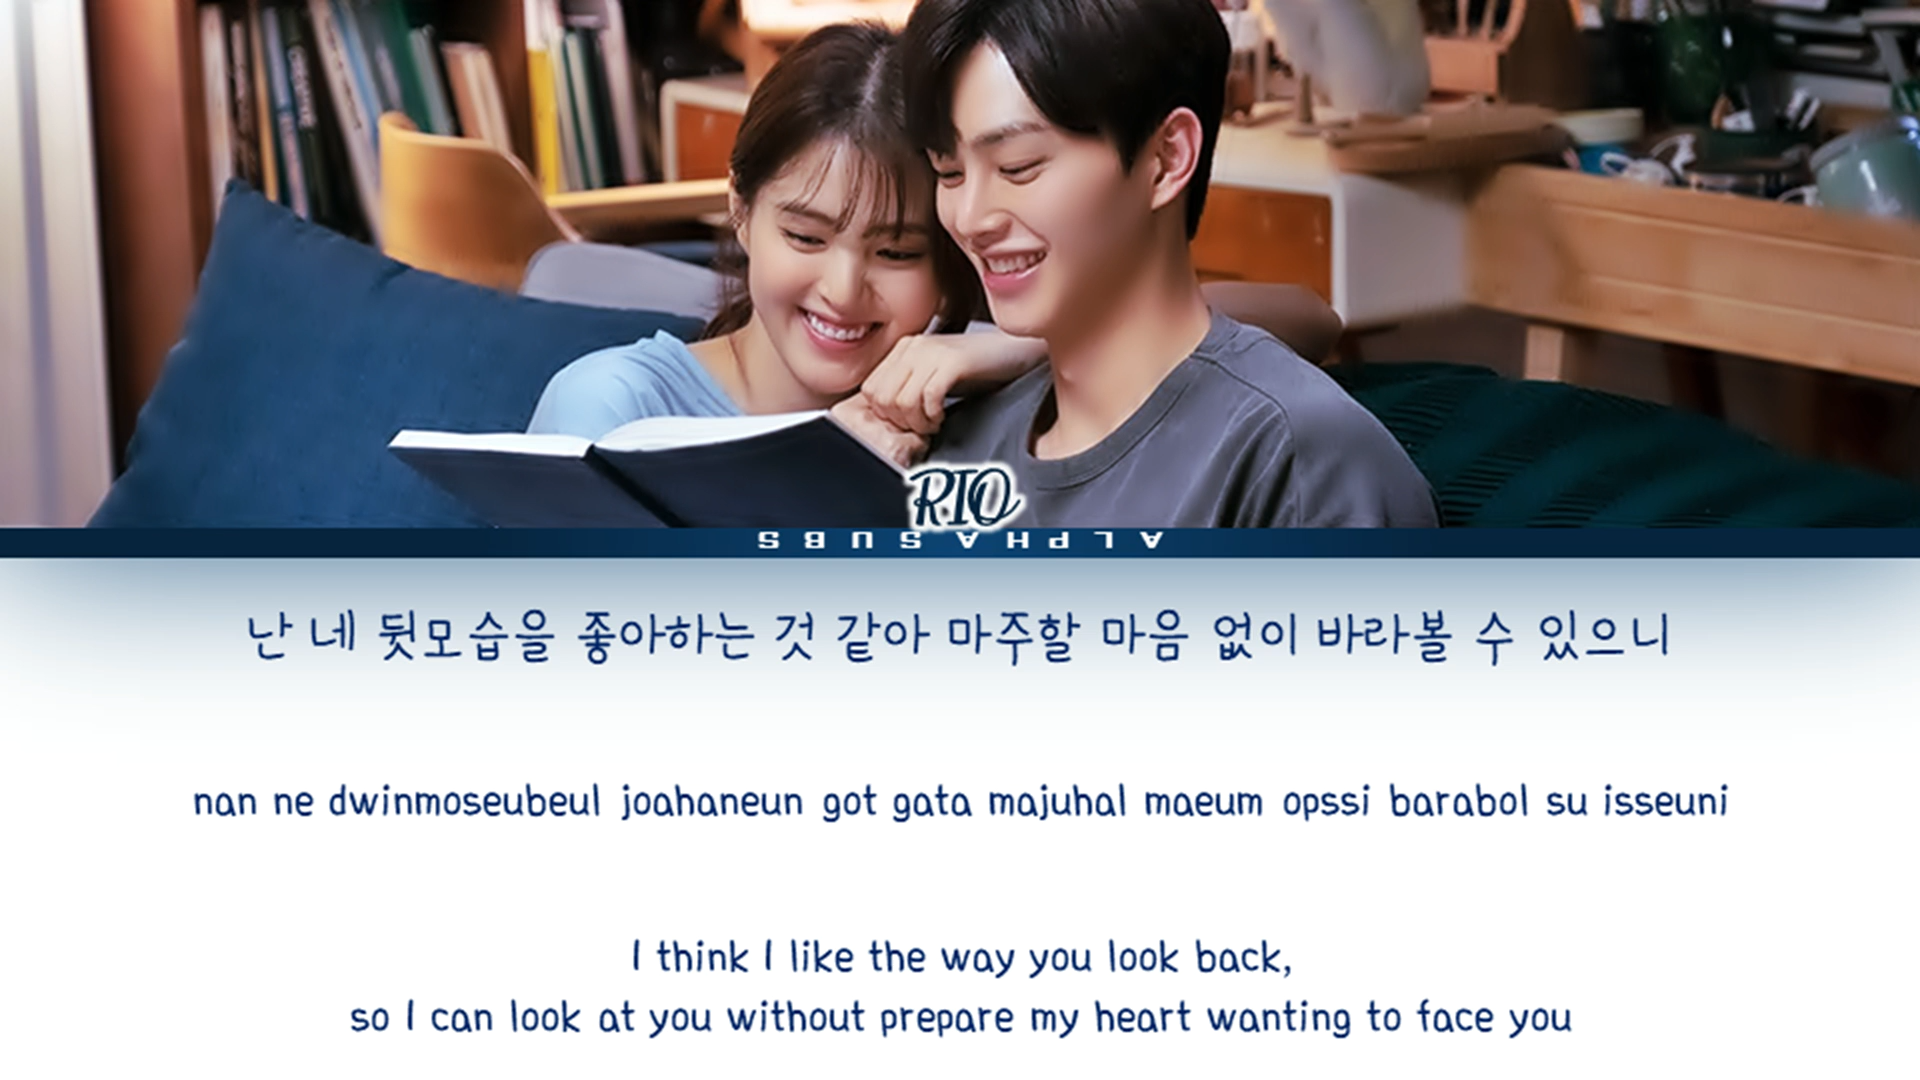 RIO
ALPHASUBS
난 네 뒷모습을 좋아하는 것 같아 마주할 마음 없이 바라볼 수 있으니
nan ne dwinmoseubeul joahaneun got gata majuhal maeum opssi barabol su isseuni
I think I like the way you look back,
so I can look at you without prepare my heart wanting to face you